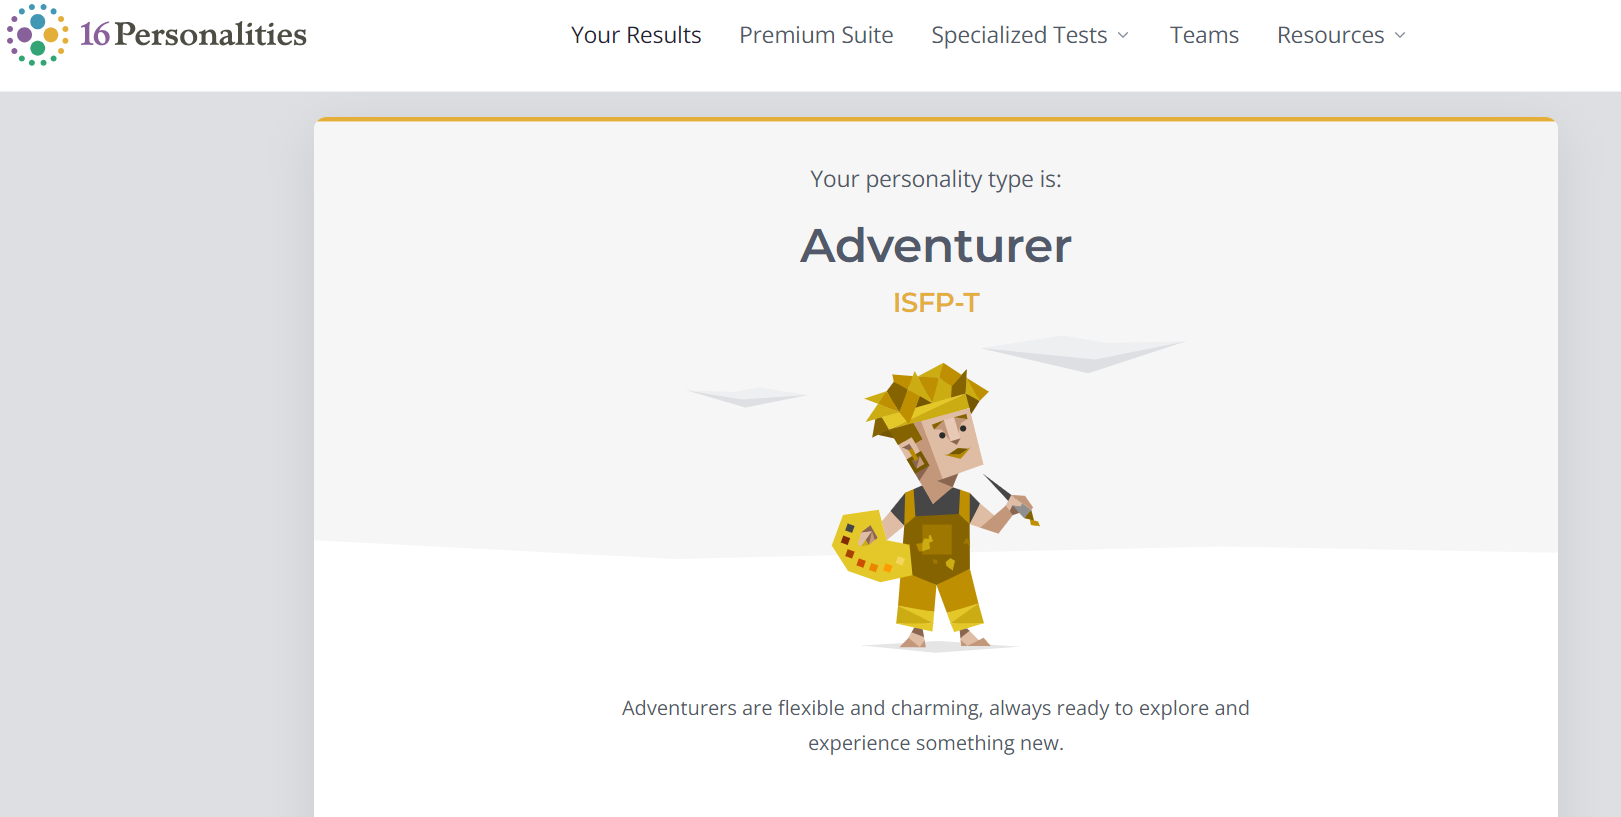 16Personalities
Your Results
Premium Suite
Specialized Tests
Teams
Resources
Your personality type is:
Adventurer
ISFP-T
Adventurers are flexible and charming, always ready to explore and
experience something new.